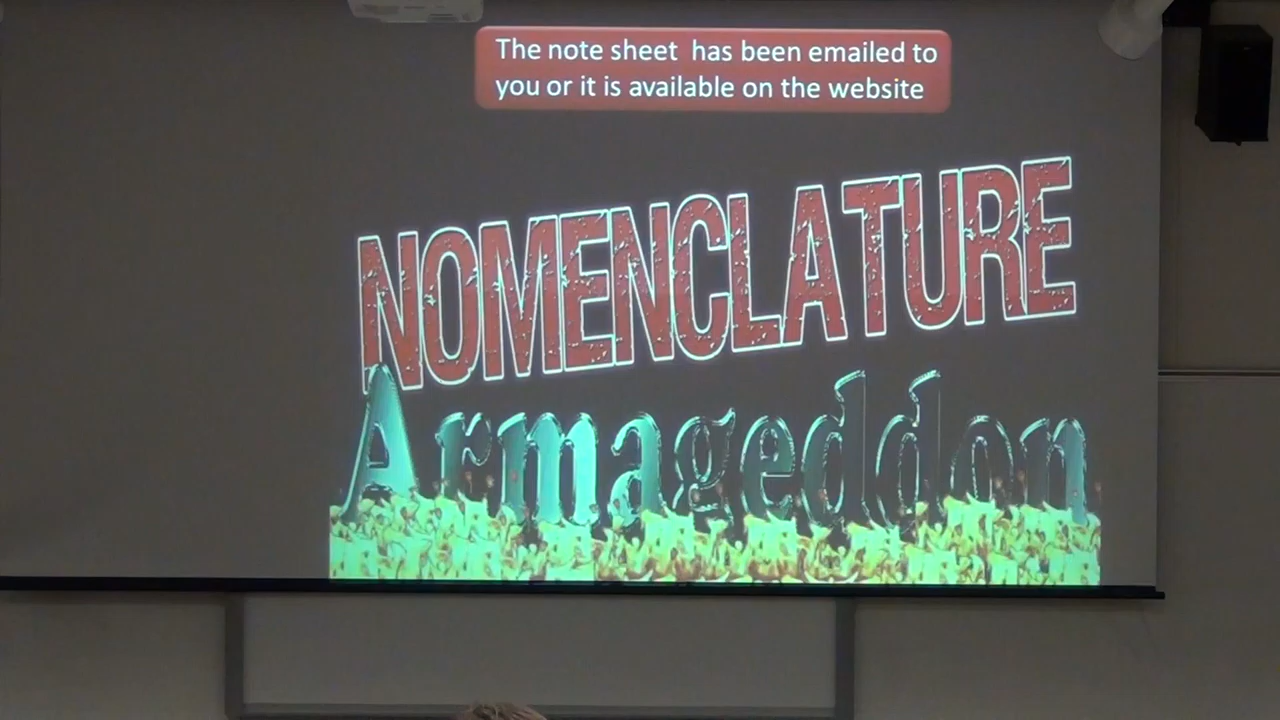 The note sheet has been emailed to
you or it is available on the website
NOMENCLATURE
Armageddon